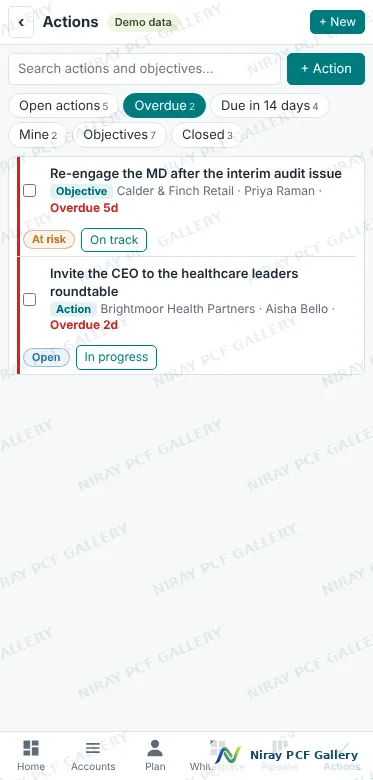 ‹ Actions Demo data + New
Search actions and objectives... + Action
Open actions 5 Overdue 2 Due in 14 days 4
Mine 2 Objectives 7 Closed 3
Re-engage the MD after the interim audit issue
Objective Calder & Finch Retail · Priya Raman ·
Overdue 5d
At risk On track
Invite the CEO to the healthcare leaders
roundtable
Action Brightmoor Health Partners · Aisha Bello ·
Overdue 2d
Open In progress
NIRAY PCF GALLERY
Home Accounts Plan Whitespace Pipeline Actions
Niray PCF Gallery